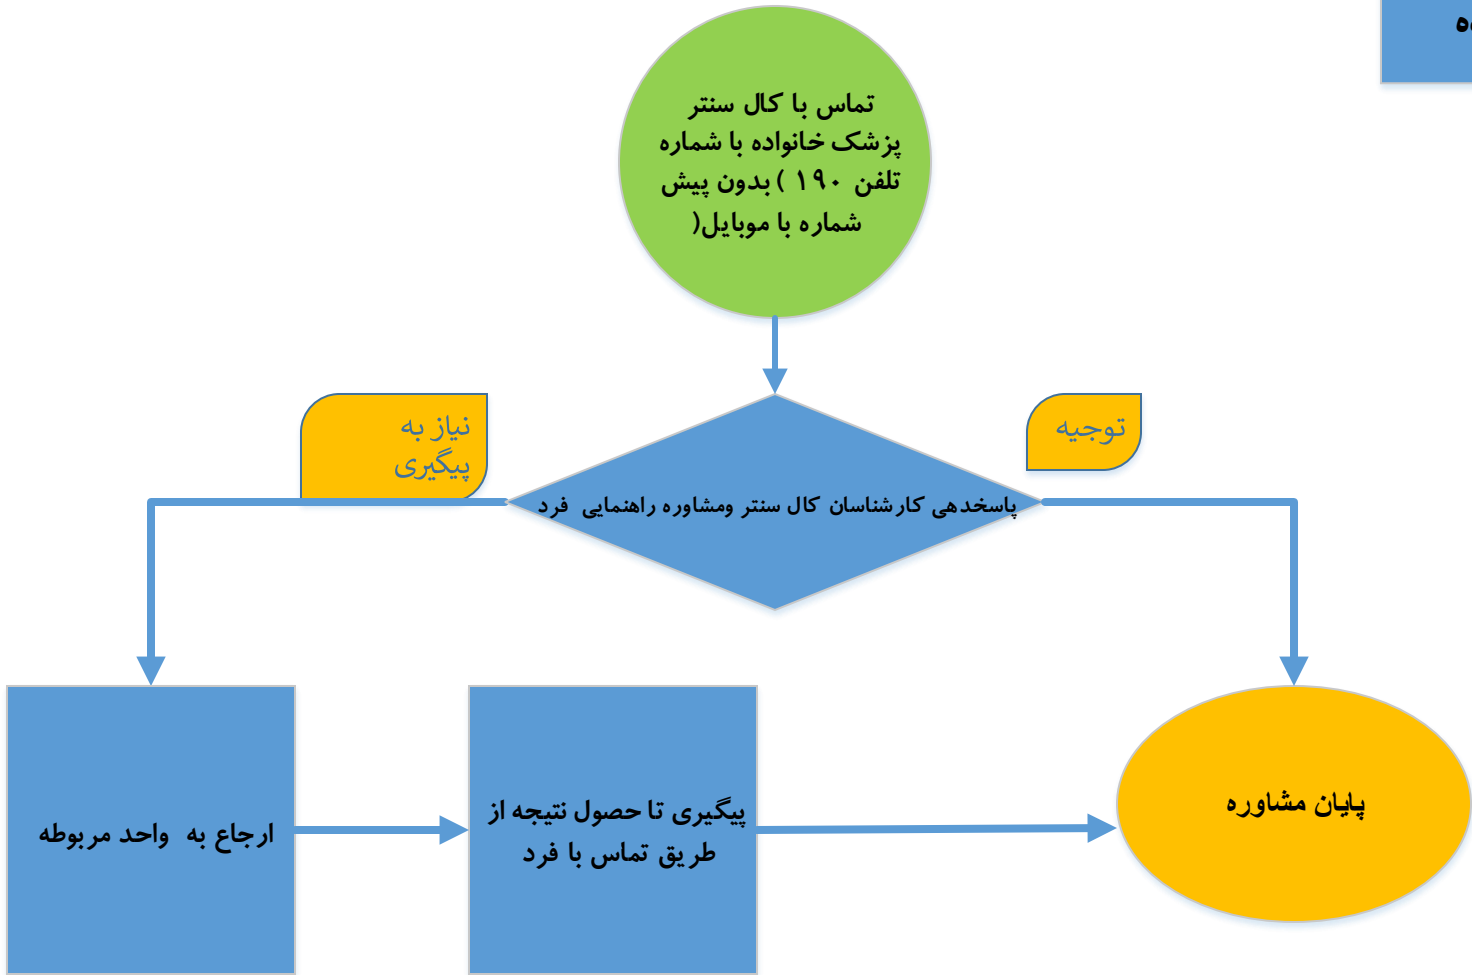 تماس با کال سنتر
پزشک خانواده با شماره
تلفن ۱۹۰ ) بدون پیش
شماره با موبایل(
نیاز به
پیگیری
توجیه
پاسخدهی کارشناسان کال سنتر ومشاوره راهنمایی فرد
ارجاع به واحد مربوطه
پیگیری تا حصول نتیجه از
طریق تماس با فرد
پایان مشاوره